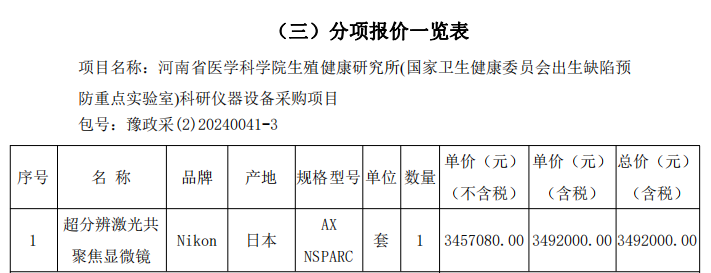 （三）分项报价一览表
项目名称：河南省医学科学院生殖健康研究所(国家卫生健康委员会出生缺陷预
防重点实验室)科研仪器设备采购项目
包号：豫政采(2)20240041-3
序号 名 称 品牌 产地 规格型号 单位 数量 单价（元）（不含税） 单价（元）（含税） 总价（元）（含税）
1 超分辨激光共聚焦显微镜 Nikon 日本 AX NSPARC 套 1 3457080.00 3492000.00 3492000.00